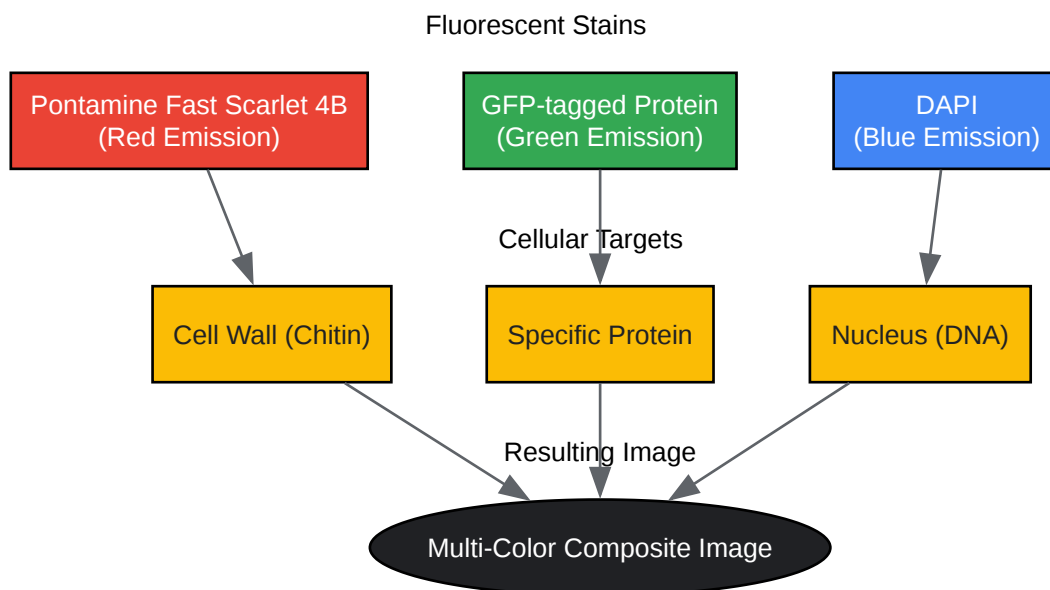 Fluorescent Stains
Pontamine Fast Scarlet 4B
(Red Emission)
GFP-tagged Protein
(Green Emission)
DAPI
(Blue Emission)
Cellular Targets
Cell Wall (Chitin)
Specific Protein
Nucleus (DNA)
Resulting Image
Multi-Color Composite Image